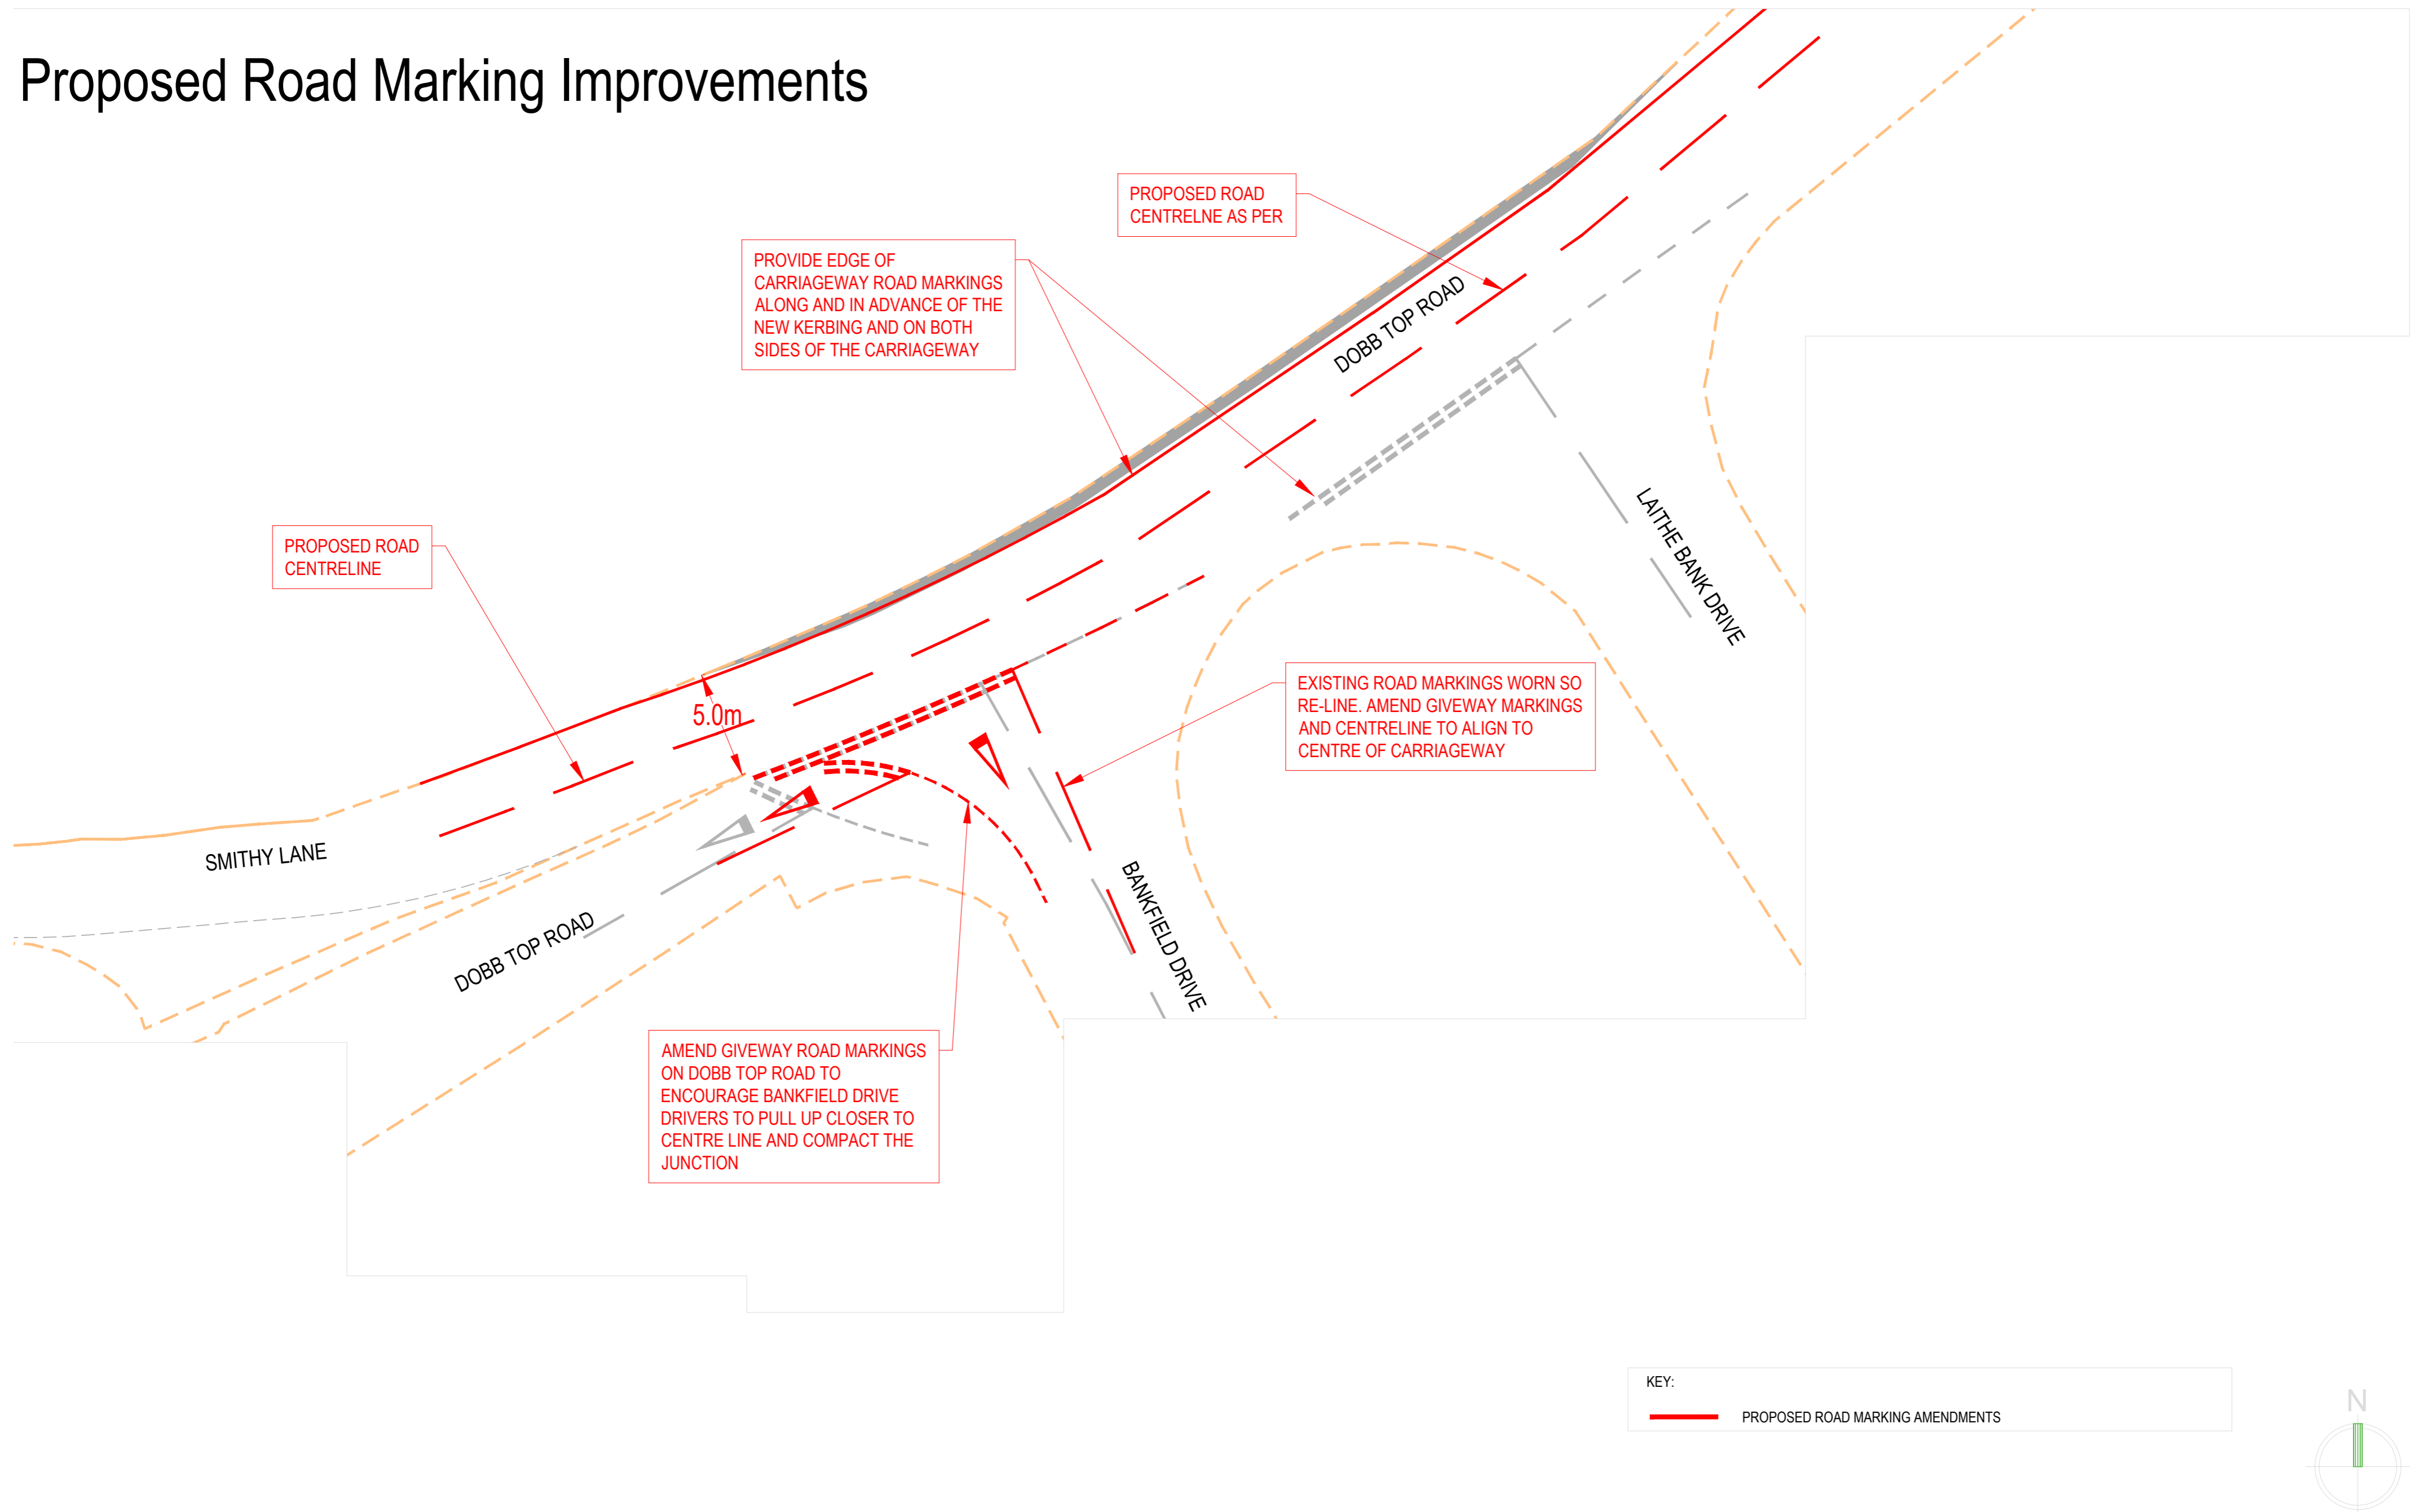 Proposed Road Marking Improvements
PROPOSED ROAD
CENTRELNE AS PER
PROVIDE EDGE OF
CARRIAGEWAY ROAD MARKINGS
ALONG AND IN ADVANCE OF THE
NEW KERBING AND ON BOTH
SIDES OF THE CARRIAGEWAY
DOBB TOP ROAD
PROPOSED ROAD
CENTRELINE
LAITHE BANK DRIVE
5.0m
EXISTING ROAD MARKINGS WORN SO
RE-LINE. AMEND GIVEWAY MARKINGS
AND CENTRELINE TO ALIGN TO
CENTRE OF CARRIAGEWAY
SMITHY LANE
DOBB TOP ROAD
BANKFIELD DRIVE
AMEND GIVEWAY ROAD MARKINGS
ON DOBB TOP ROAD TO
ENCOURAGE BANKFIELD DRIVE
DRIVERS TO PULL UP CLOSER TO
CENTRE LINE AND COMPACT THE
JUNCTION
KEY:
PROPOSED ROAD MARKING AMENDMENTS
N